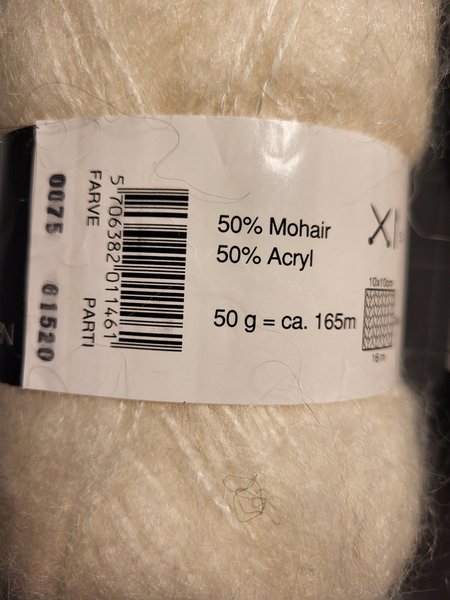 50% Mohair
50% Acryl
50 g = ca. 165m
10x10cm
5 706382 011461
FARVE
PARTI
0075
61520